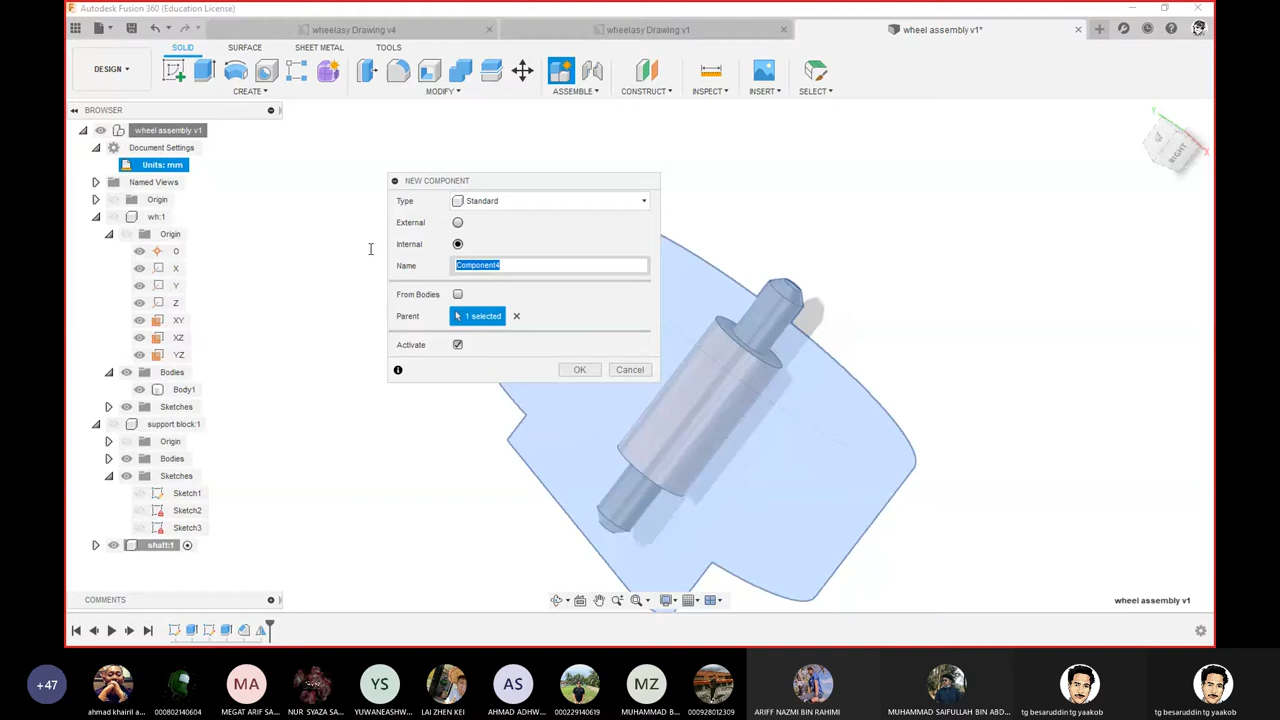 Autodesk Fusion 360 (Education License)
wheelasy Drawing v4
wheelasy Drawing v1
wheel assembly v1*
SOLID
SURFACE
SHEET METAL
TOOLS
DESIGN
CREATE
MODIFY
ASSEMBLE
CONSTRUCT
INSPECT
INSERT
SELECT
BROWSER
wheel assembly v1
Document Settings
Units: mm
Named Views
Origin
wh:1
Origin
O
X
Y
Z
XY
XZ
YZ
Bodies
Body1
Sketches
support block:1
Origin
Bodies
Sketches
Sketch1
Sketch2
Sketch3
shaft:1
NEW COMPONENT
Type
Standard
External
Internal
Name
Component4
From Bodies
Parent
1 selected
Activate
OK
Cancel
Y
X
RIGHT
COMMENTS
wheel assembly v1
+47
MA
YS
AS
MZ
ahmad khairil a...
000802140604
MEGAT ARIF SA...
NUR SYAZA SA...
YUWANEASHW...
LAI ZHEN KEI
AHMAD ADHW...
000229140619
MUHAMMAD B...
000928012309
ARIFF NAZMI BIN RAHIMI
MUHAMMAD SAIFULLAH BIN ABD...
tg besaruddin tg yaakob
tg besaruddin tg yaakob